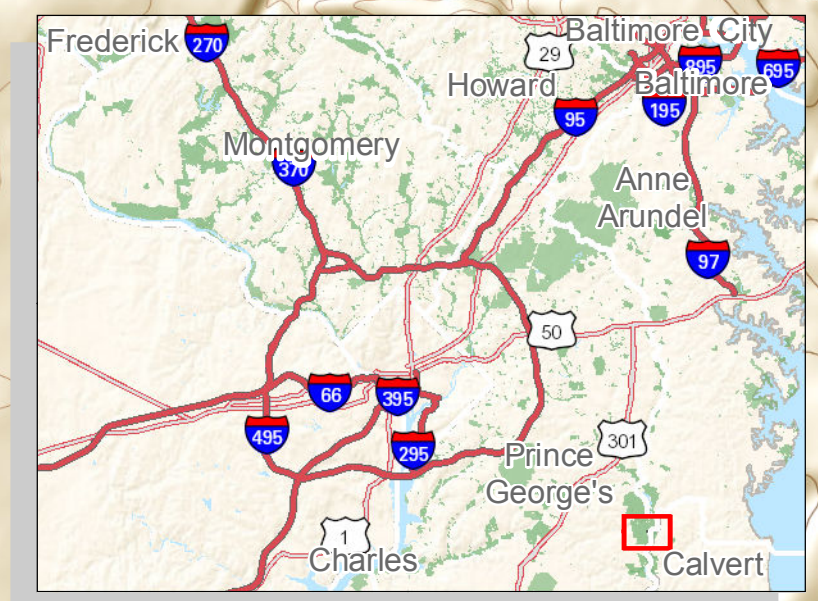 Frederick
270
29
Baltimore City
895
695
Howard
Baltimore
95
195
Montgomery
370
Anne
Arundel
97
50
66
395
495
295
301
Prince
George's
1
Charles
Calvert